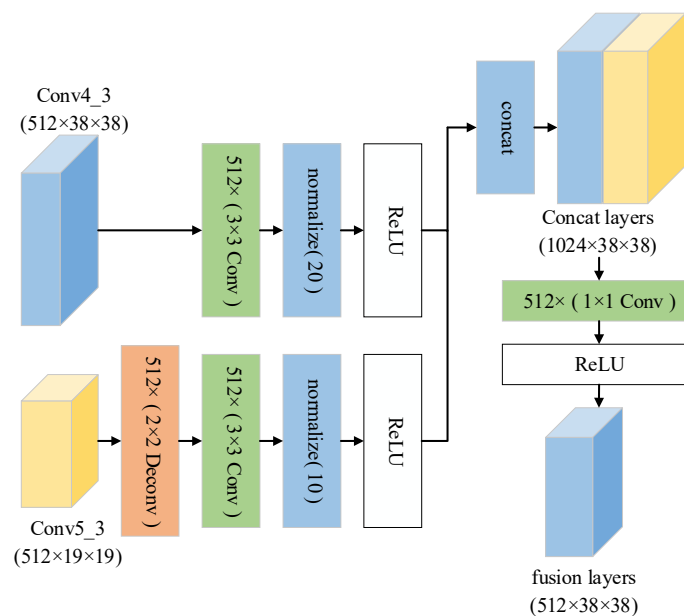 Conv4_3
(512×38×38)
512× ( 3×3 Conv )
normalize( 20 )
ReLU
concat
Concat layers
(1024×38×38)
512× ( 1×1 Conv )
ReLU
fusion layers
(512×38×38)
Conv5_3
(512×19×19)
512× ( 2×2 Deconv )
512× ( 3×3 Conv )
normalize( 10 )
ReLU